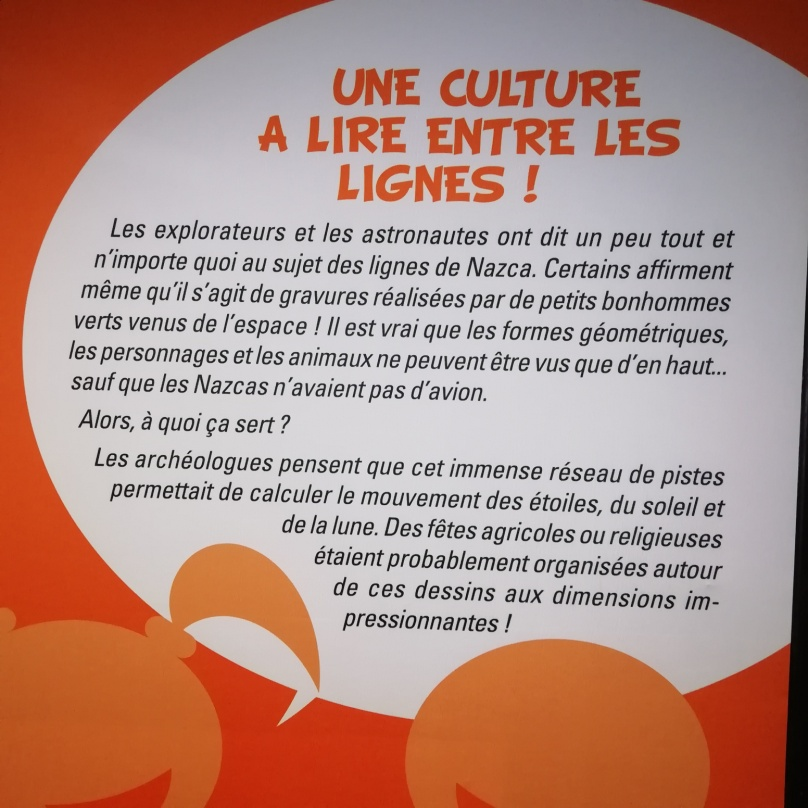 UNE CULTURE
A LIRE ENTRE LES
LIGNES !
Les explorateurs et les astronautes ont dit un peu tout et
n'importe quoi au sujet des lignes de Nazca. Certains affirment
même qu'il s'agit de gravures réalisées par de petits bonhommes
verts venus de l'espace ! Il est vrai que les formes géométriques,
les personnages et les animaux ne peuvent être vus que d'en haut...
sauf que les Nazcas n'avaient pas d'avion.
Alors, à quoi ça sert ?
Les archéologues pensent que cet immense réseau de pistes
permettait de calculer le mouvement des étoiles, du soleil et
de la lune. Des fêtes agricoles ou religieuses
étaient probablement organisées autour
de ces dessins aux dimensions im-
pressionnantes !